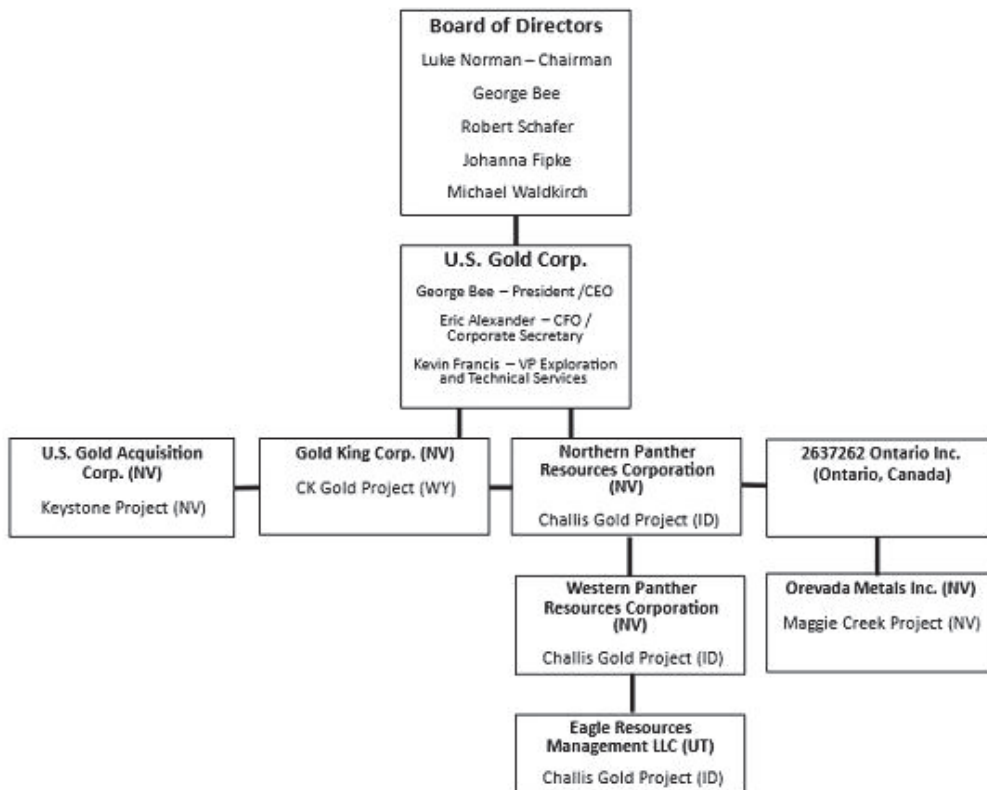 Board of Directors
Luke Norman – Chairman
George Bee
Robert Schafer
Johanna Fipke
Michael Waldkirch
U.S. Gold Corp.
George Bee – President /CEO
Eric Alexander – CFO /
Corporate Secretary
Kevin Francis – VP Exploration
and Technical Services
U.S. Gold Acquisition
Corp. (NV)
Keystone Project (NV)
Gold King Corp. (NV)
CK Gold Project (WY)
Northern Panther
Resources Corporation
(NV)
Challis Gold Project (ID)
2637262 Ontario Inc.
(Ontario, Canada)
Western Panther
Resources Corporation
(NV)
Challis Gold Project (ID)
Orevada Metals Inc. (NV)
Maggie Creek Project (NV)
Eagle Resources
Management LLC (UT)
Challis Gold Project (ID)